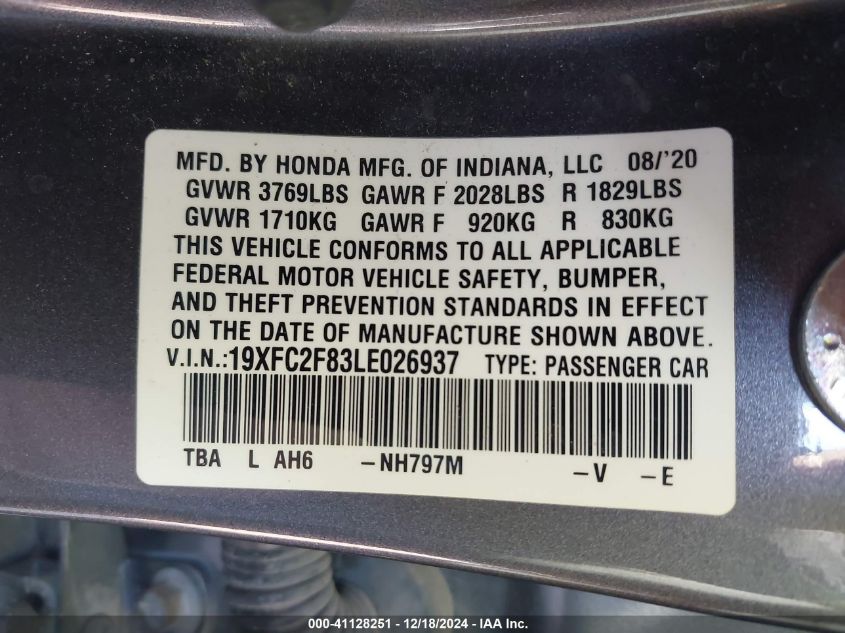 MFD. BY HONDA MFG. OF INDIANA, LLC 08/'20
GVWR 3769LBS GAWR F 2028LBS R 1829LBS
GVWR 1710KG GAWR F 920KG R 830KG
THIS VEHICLE CONFORMS TO ALL APPLICABLE
FEDERAL MOTOR VEHICLE SAFETY, BUMPER,
AND THEFT PREVENTION STANDARDS IN EFFECT
ON THE DATE OF MANUFACTURE SHOWN ABOVE.
V.I.N.:19XFC2F83LE026937 TYPE: PASSENGER CAR
TBA L AH6 -NH797M -V -E
000-41128251 - 12/18/2024 - IAA Inc.